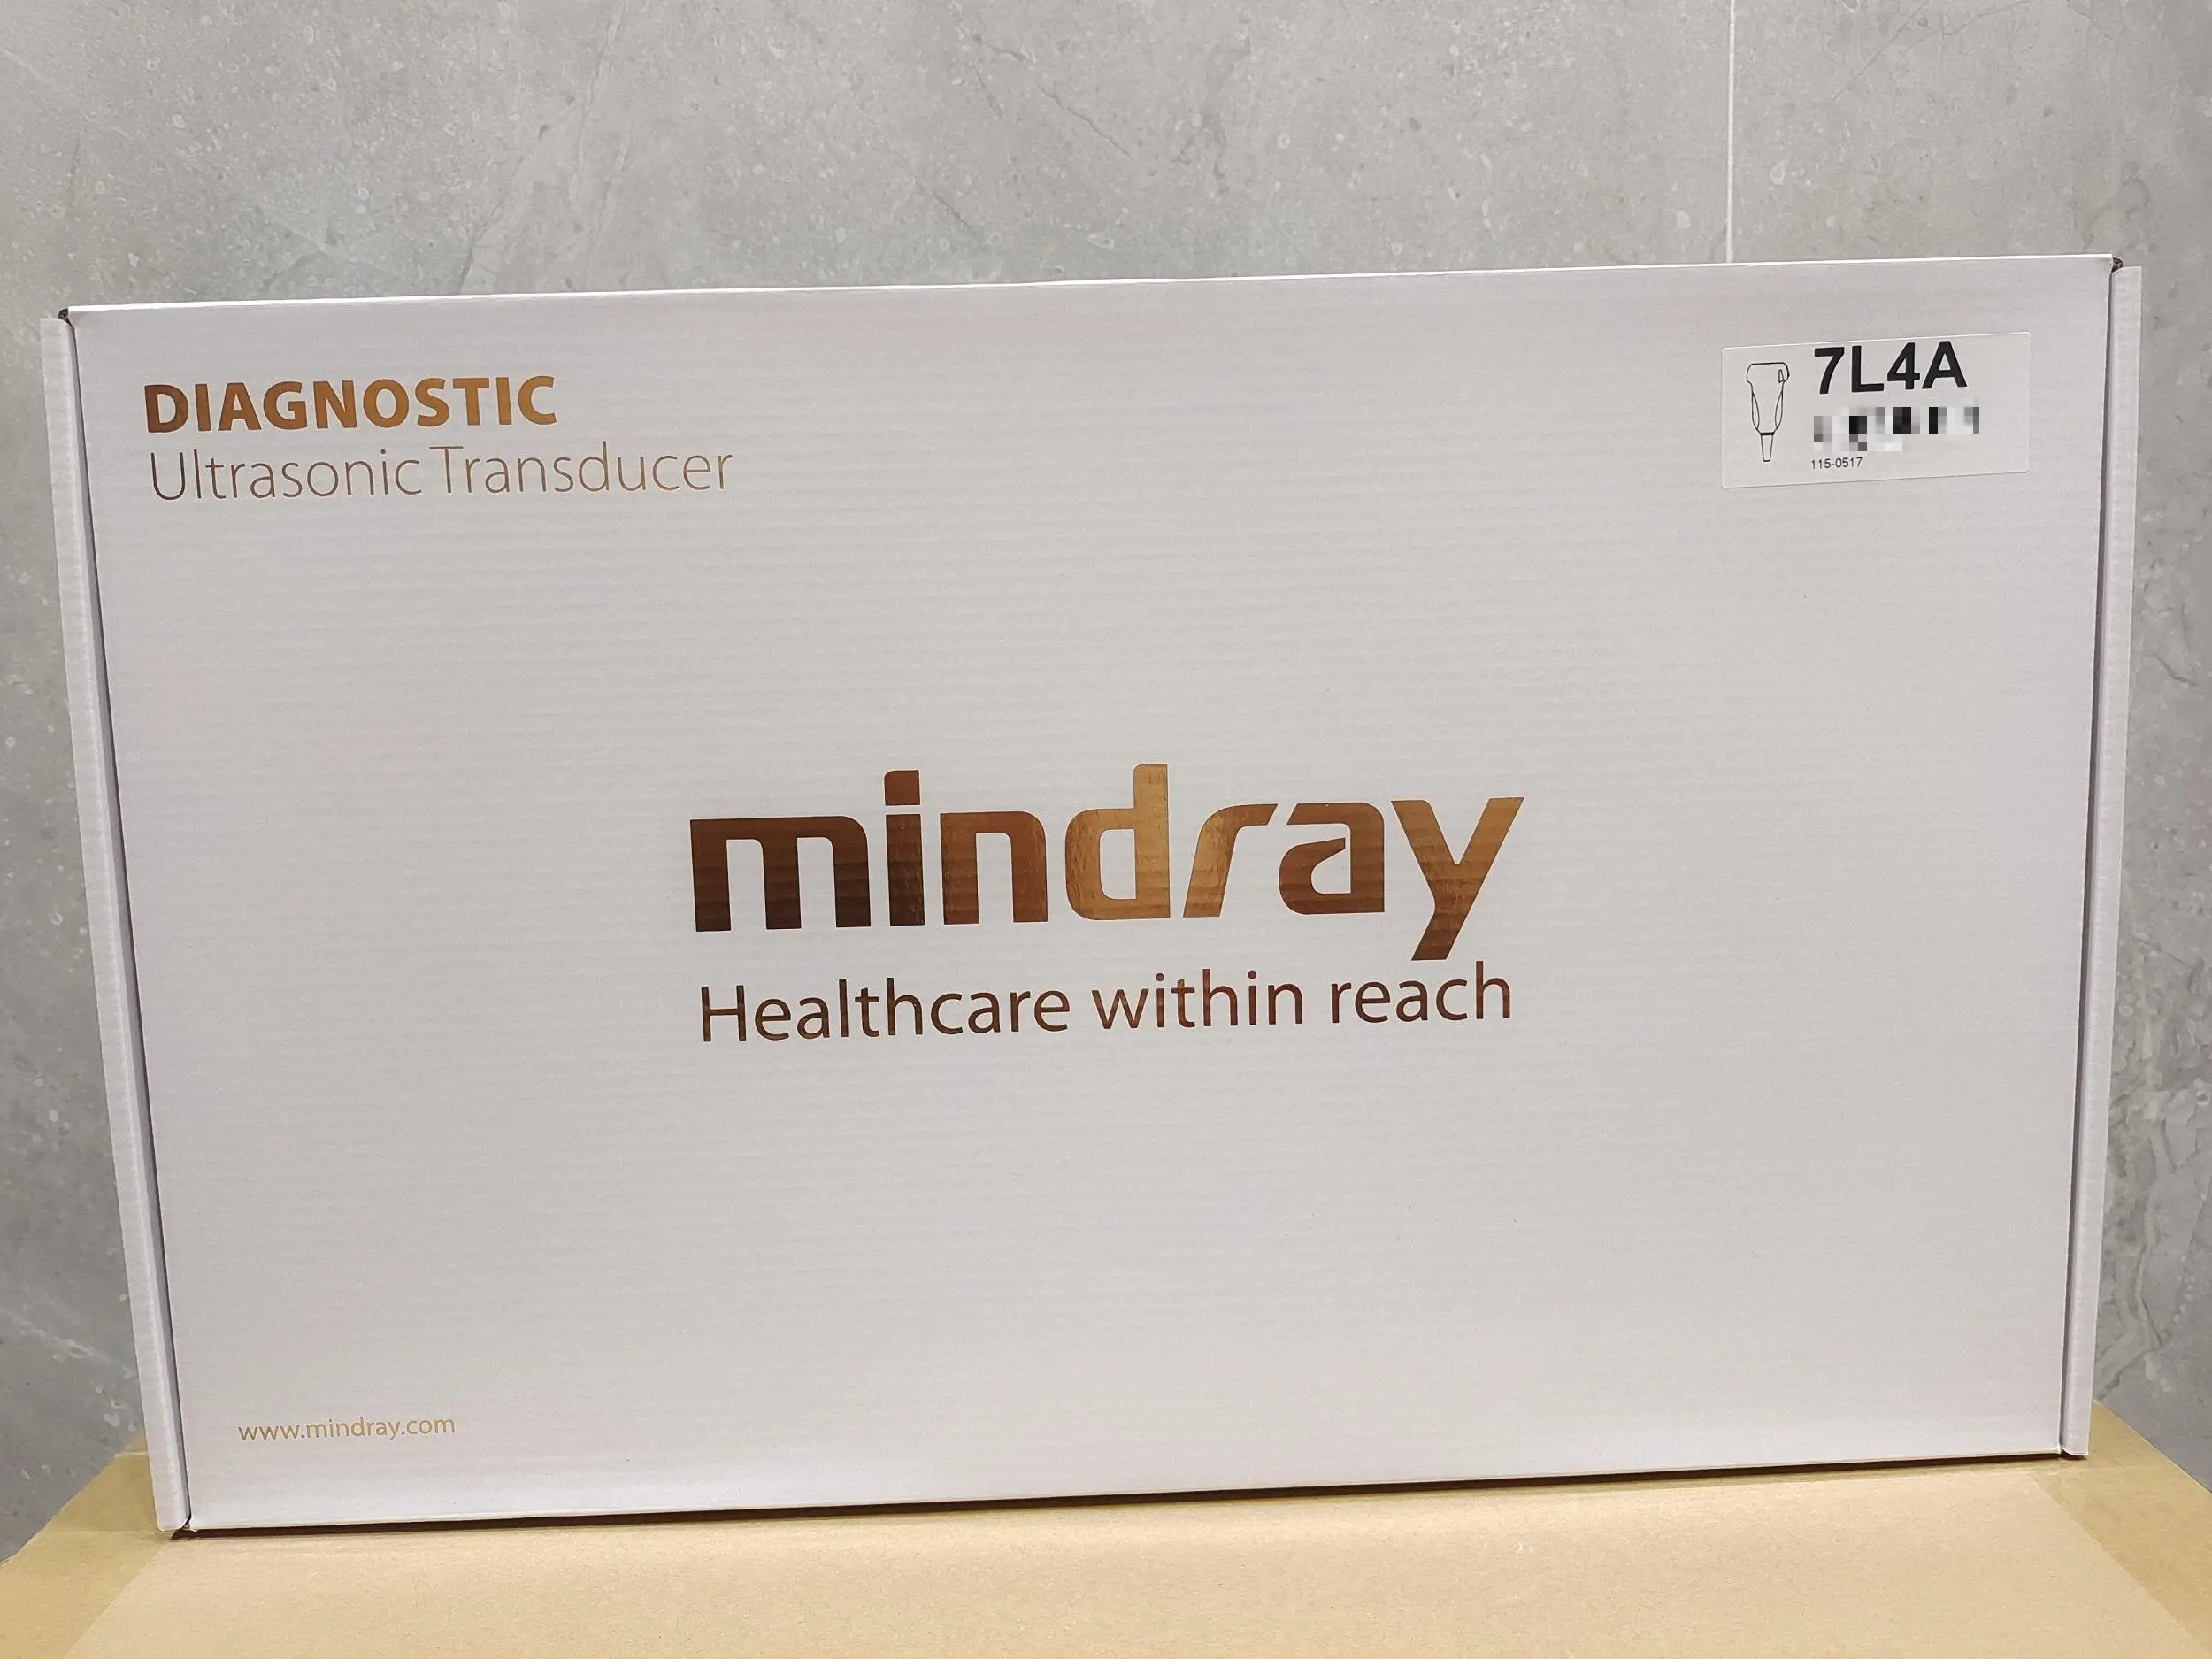 DIAGNOSTIC
Ultrasonic Transducer
7L4A
115-0517
mindray
Healthcare within reach
www.mindray.com